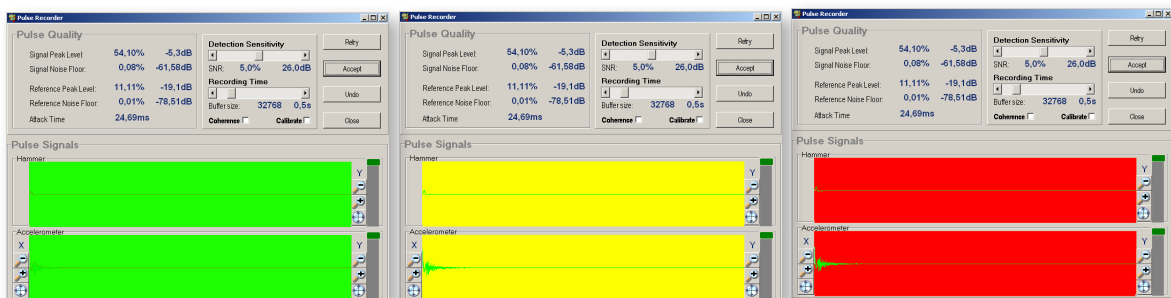 Pulse Recorder
Pulse Quality
Signal Peak Level: 54,10% -5,3dB
Signal Noise Floor: 0,08% -61,58dB
Reference Peak Level: 11,11% -19,1dB
Reference Noise Floor: 0,01% -78,51dB
Attack Time 24,69ms
Detection Sensitivity
SNR: 5,0% 26,0dB
Recording Time
Buffer size: 32768 0,5s
Coherence Calibrate
Retry
Accept
Undo
Close
Pulse Signals
Hammer
Y
Accelerometer
X Y
Pulse Recorder
Pulse Quality
Signal Peak Level: 54,10% -5,3dB
Signal Noise Floor: 0,08% -61,58dB
Reference Peak Level: 11,11% -19,1dB
Reference Noise Floor: 0,01% -78,51dB
Attack Time 24,69ms
Detection Sensitivity
SNR: 5,0% 26,0dB
Recording Time
Buffer size: 32768 0,5s
Coherence Calibrate
Retry
Accept
Undo
Close
Pulse Signals
Hammer
Y
Accelerometer
X Y
Pulse Recorder
Pulse Quality
Signal Peak Level: 54,10% -5,3dB
Signal Noise Floor: 0,08% -61,58dB
Reference Peak Level: 11,11% -19,1dB
Reference Noise Floor: 0,01% -78,51dB
Attack Time 24,69ms
Detection Sensitivity
SNR: 5,0% 26,0dB
Recording Time
Buffer size: 32768 0,5s
Coherence Calibrate
Retry
Accept
Undo
Close
Pulse Signals
Hammer
Y
Accelerometer
X Y